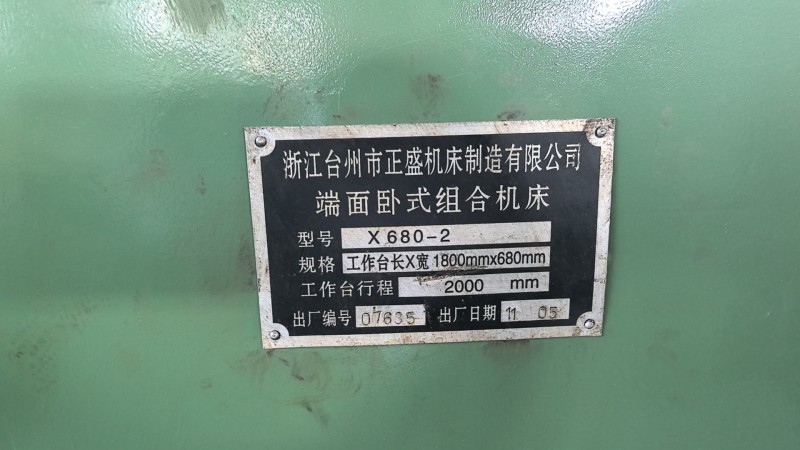 浙江台州市正盛机床制造有限公司
端面卧式组合机床
型号 X680-2
规格 工作台长X宽 1800mmx680mm
工作台行程 2000 mm
出厂编号 07635 出厂日期 11 05